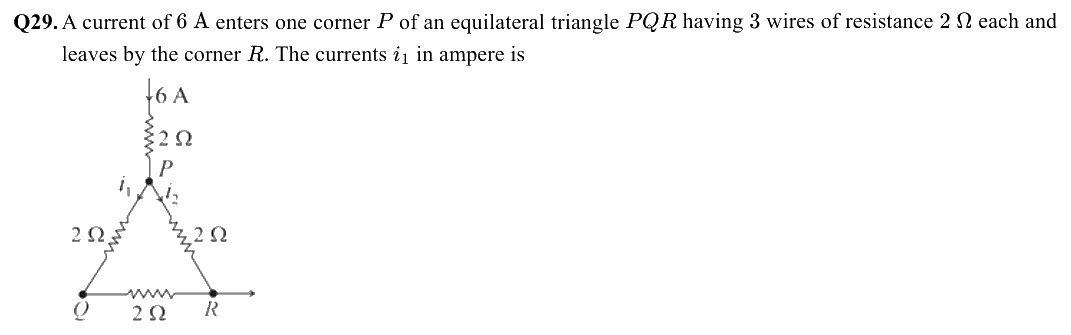 Q29. A current of 6 A enters one corner P of an equilateral triangle PQR having 3 wires of resistance 2 Ω each and
leaves by the corner R. The currents i₁ in ampere is
6 A
2 Ω
P
i₁
i₂
2 Ω
2 Ω
Q
2 Ω
R